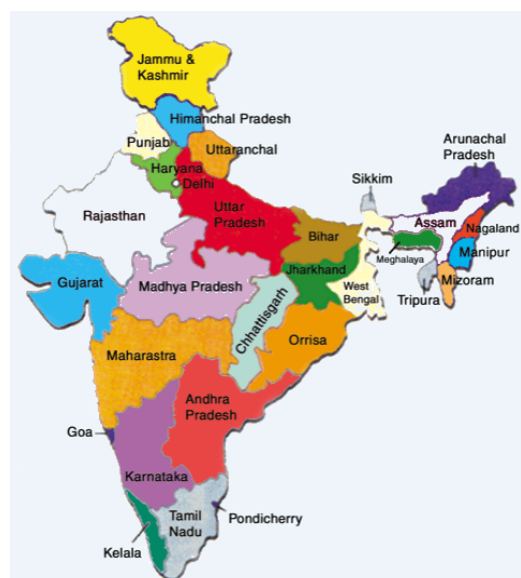 Jammu &
Kashmir
Himanchal Pradesh
Punjab
Uttaranchal
Haryana
Delhi
Arunachal
Pradesh
Sikkim
Rajasthan
Uttar
Pradesh
Assam
Nagaland
Bihar
Meghalaya
Manipur
Gujarat
Madhya Pradesh
Jharkhand
West
Bengal
Tripura
Mizoram
Chhattisgarh
Maharastra
Orrisa
Andhra
Pradesh
Goa
Karnataka
Tamil
Nadu
Pondicherry
Kelala